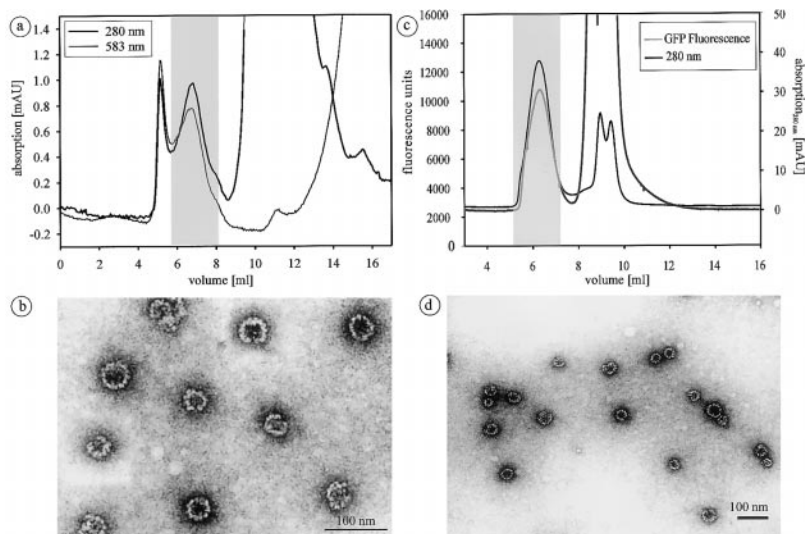 a
280 nm
583 nm
absorption [mAU]
1.4
1.2
1.0
0.8
0.6
0.4
0.2
0.0
-0.2
0 2 4 6 8 10 12 14 16
volume [ml]
c
GFP Fluorescence
280 nm
fluorescence units
16000
14000
12000
10000
8000
6000
4000
2000
0
4 6 8 10 12 14 16
volume [ml]
50
40
30
20
10
0
absorption280 nm [mAU]
b
100 nm
d
100 nm